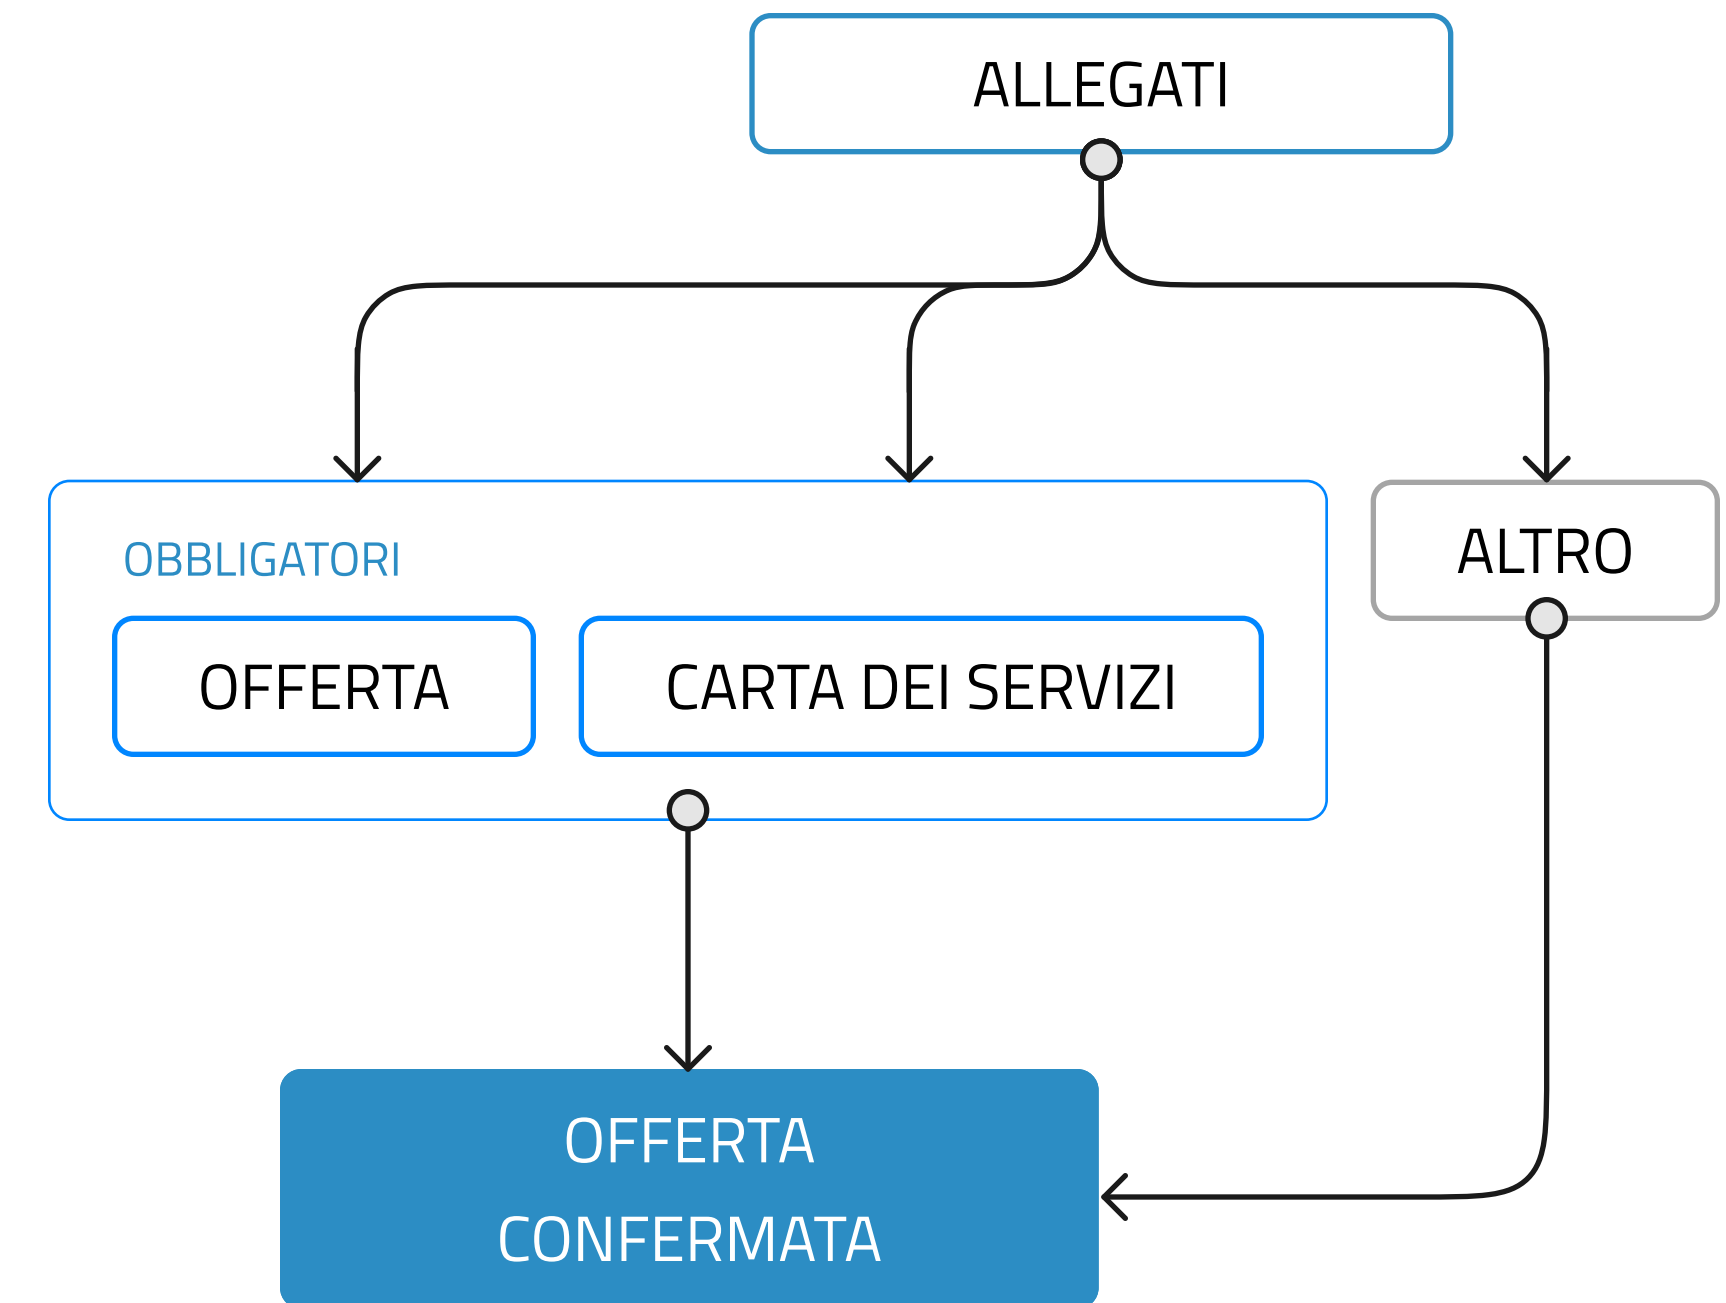 ALLEGATI
OBBLIGATORI
ALTRO
OFFERTA
CARTA DEI SERVIZI
OFFERTA
CONFERMATA